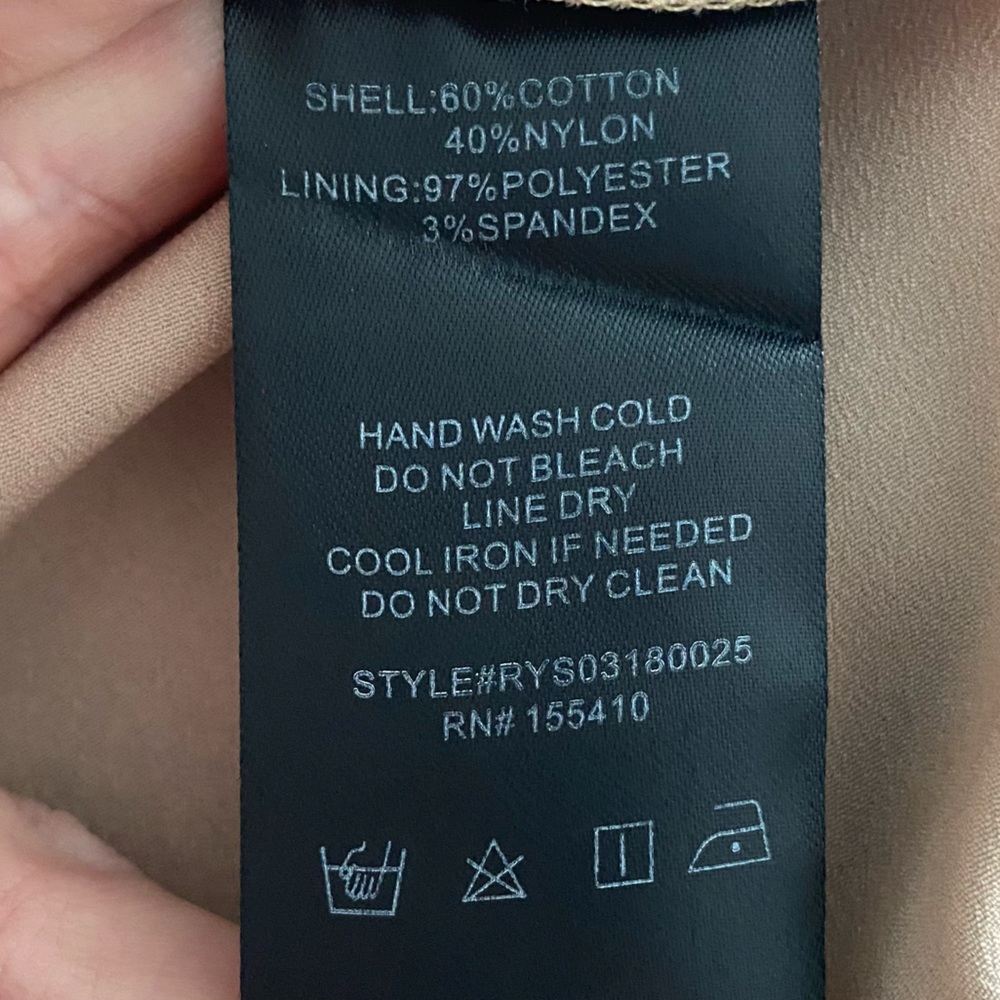 SHELL:60%COTTON
40%NYLON
LINING:97%POLYESTER
3%SPANDEX
HAND WASH COLD
DO NOT BLEACH
LINE DRY
COOL IRON IF NEEDED
DO NOT DRY CLEAN
STYLE#RYS03180025
RN# 155410